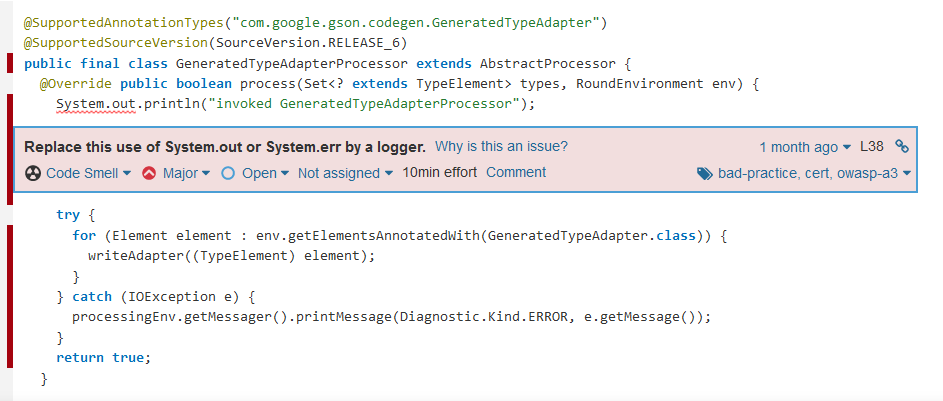 @SupportedAnnotationTypes("com.google.gson.codegen.GeneratedTypeAdapter")
@SupportedSourceVersion(SourceVersion.RELEASE_6)
public final class GeneratedTypeAdapterProcessor extends AbstractProcessor {
@Override public boolean process(Set<? extends TypeElement> types, RoundEnvironment env) {
System.out.println("invoked GeneratedTypeAdapterProcessor");
Replace this use of System.out or System.err by a logger. Why is this an issue? 1 month ago L38
Code Smell Major Open Not assigned 10min effort Comment bad-practice, cert, owasp-a3
try {
for (Element element : env.getElementsAnnotatedWith(GeneratedTypeAdapter.class)) {
writeAdapter((TypeElement) element);
}
} catch (IOException e) {
processingEnv.getMessager().printMessage(Diagnostic.Kind.ERROR, e.getMessage());
}
return true;
}